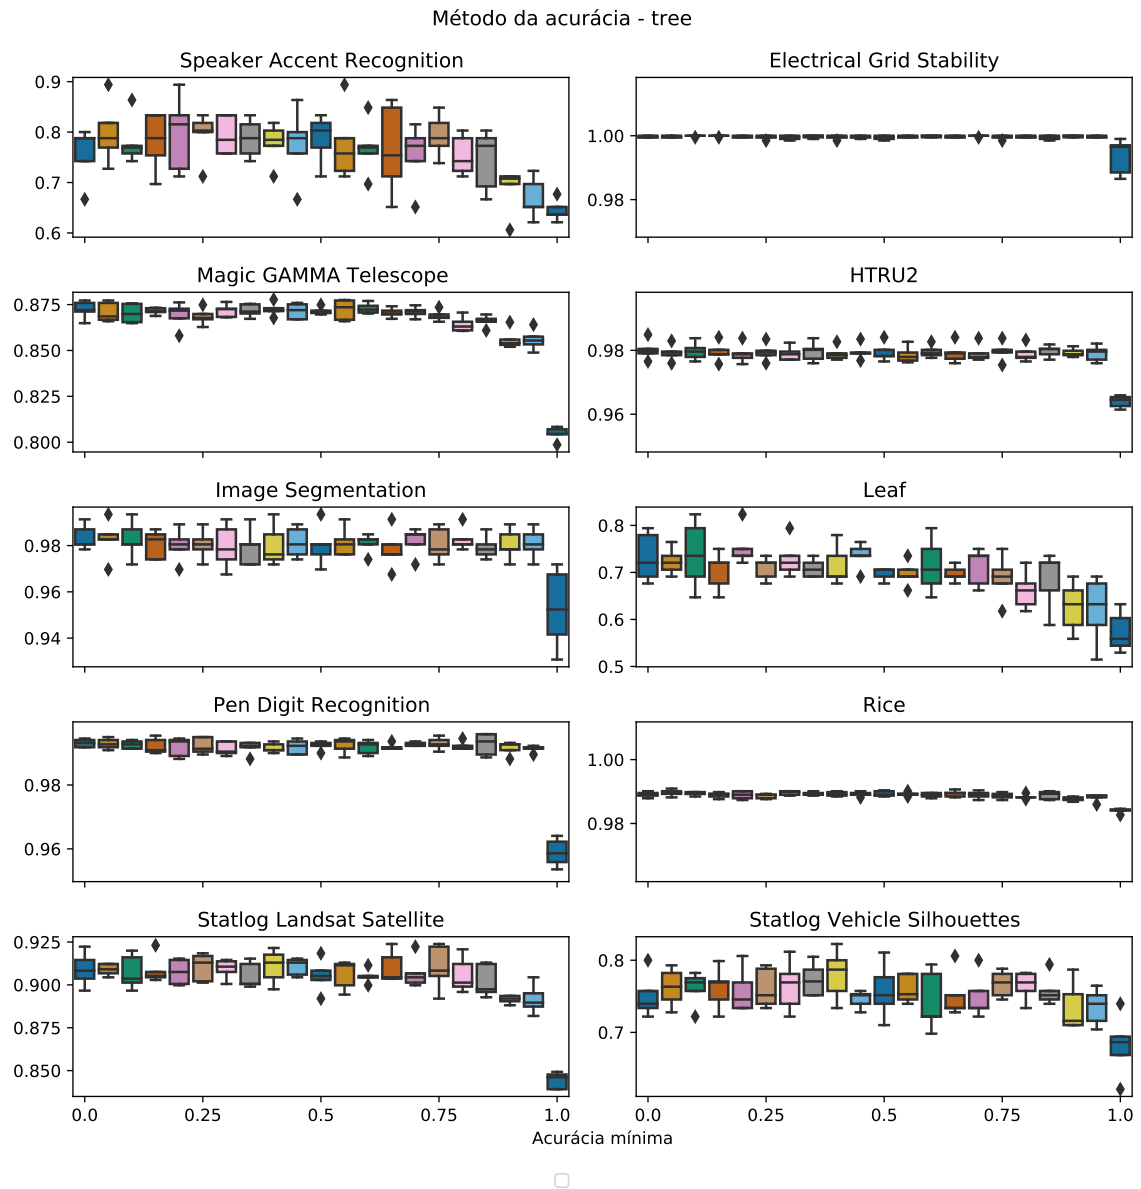 Método da acurácia - tree
Speaker Accent Recognition
0.9
0.8
0.7
0.6
Electrical Grid Stability
1.00
0.98
Magic GAMMA Telescope
0.875
0.850
0.825
0.800
HTRU2
0.98
0.96
Image Segmentation
0.98
0.96
0.94
Leaf
0.8
0.7
0.6
0.5
Pen Digit Recognition
0.98
0.96
Rice
1.00
0.98
Statlog Landsat Satellite
0.925
0.900
0.875
0.850
0.0 0.25 0.5 0.75 1.0
Statlog Vehicle Silhouettes
0.8
0.7
0.0 0.25 0.5 0.75 1.0
Acurácia mínima